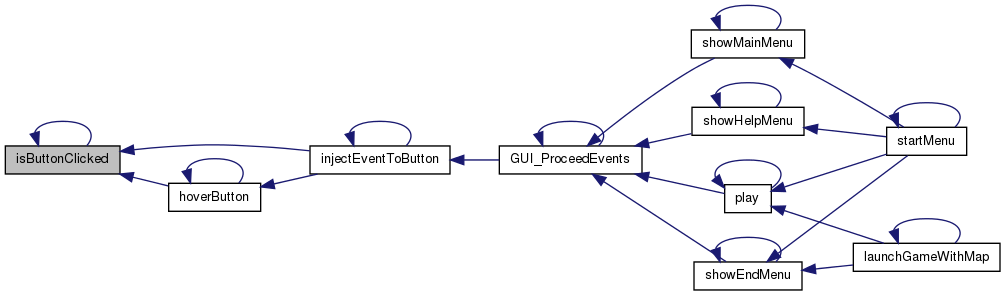 isButtonClicked
hoverButton
injectEventToButton
GUI_ProceedEvents
showMainMenu
showHelpMenu
play
showEndMenu
startMenu
launchGameWithMap